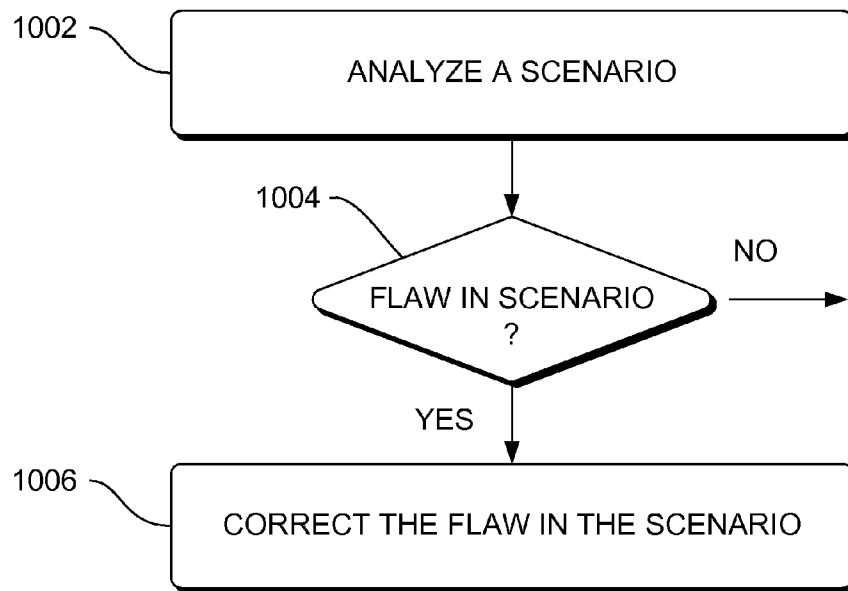 1002
ANALYZE A SCENARIO
1004
NO
FLAW IN SCENARIO
?
YES
1006
CORRECT THE FLAW IN THE SCENARIO